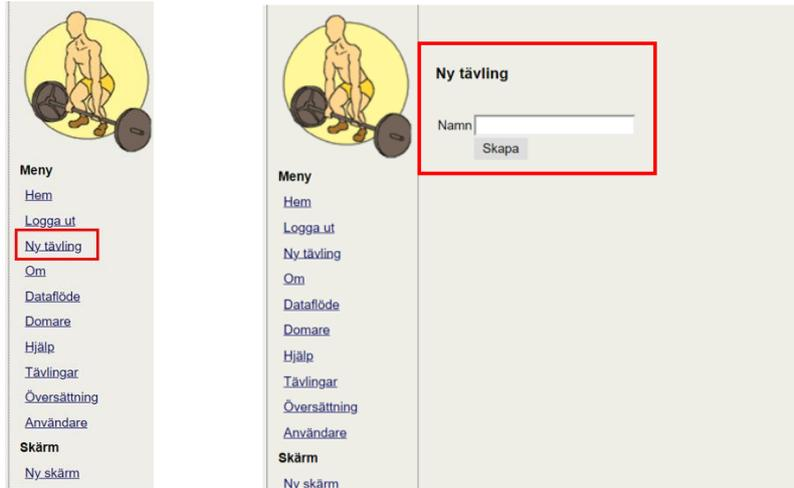 Meny
Hem
Logga ut
Ny tävling
Om
Dataflöde
Domare
Hjälp
Tävlingar
Översättning
Användare
Skärm
Ny skärm
Meny
Hem
Logga ut
Ny tävling
Om
Dataflöde
Domare
Hjälp
Tävlingar
Översättning
Användare
Skärm
Ny skärm
Ny tävling
Namn
Skapa